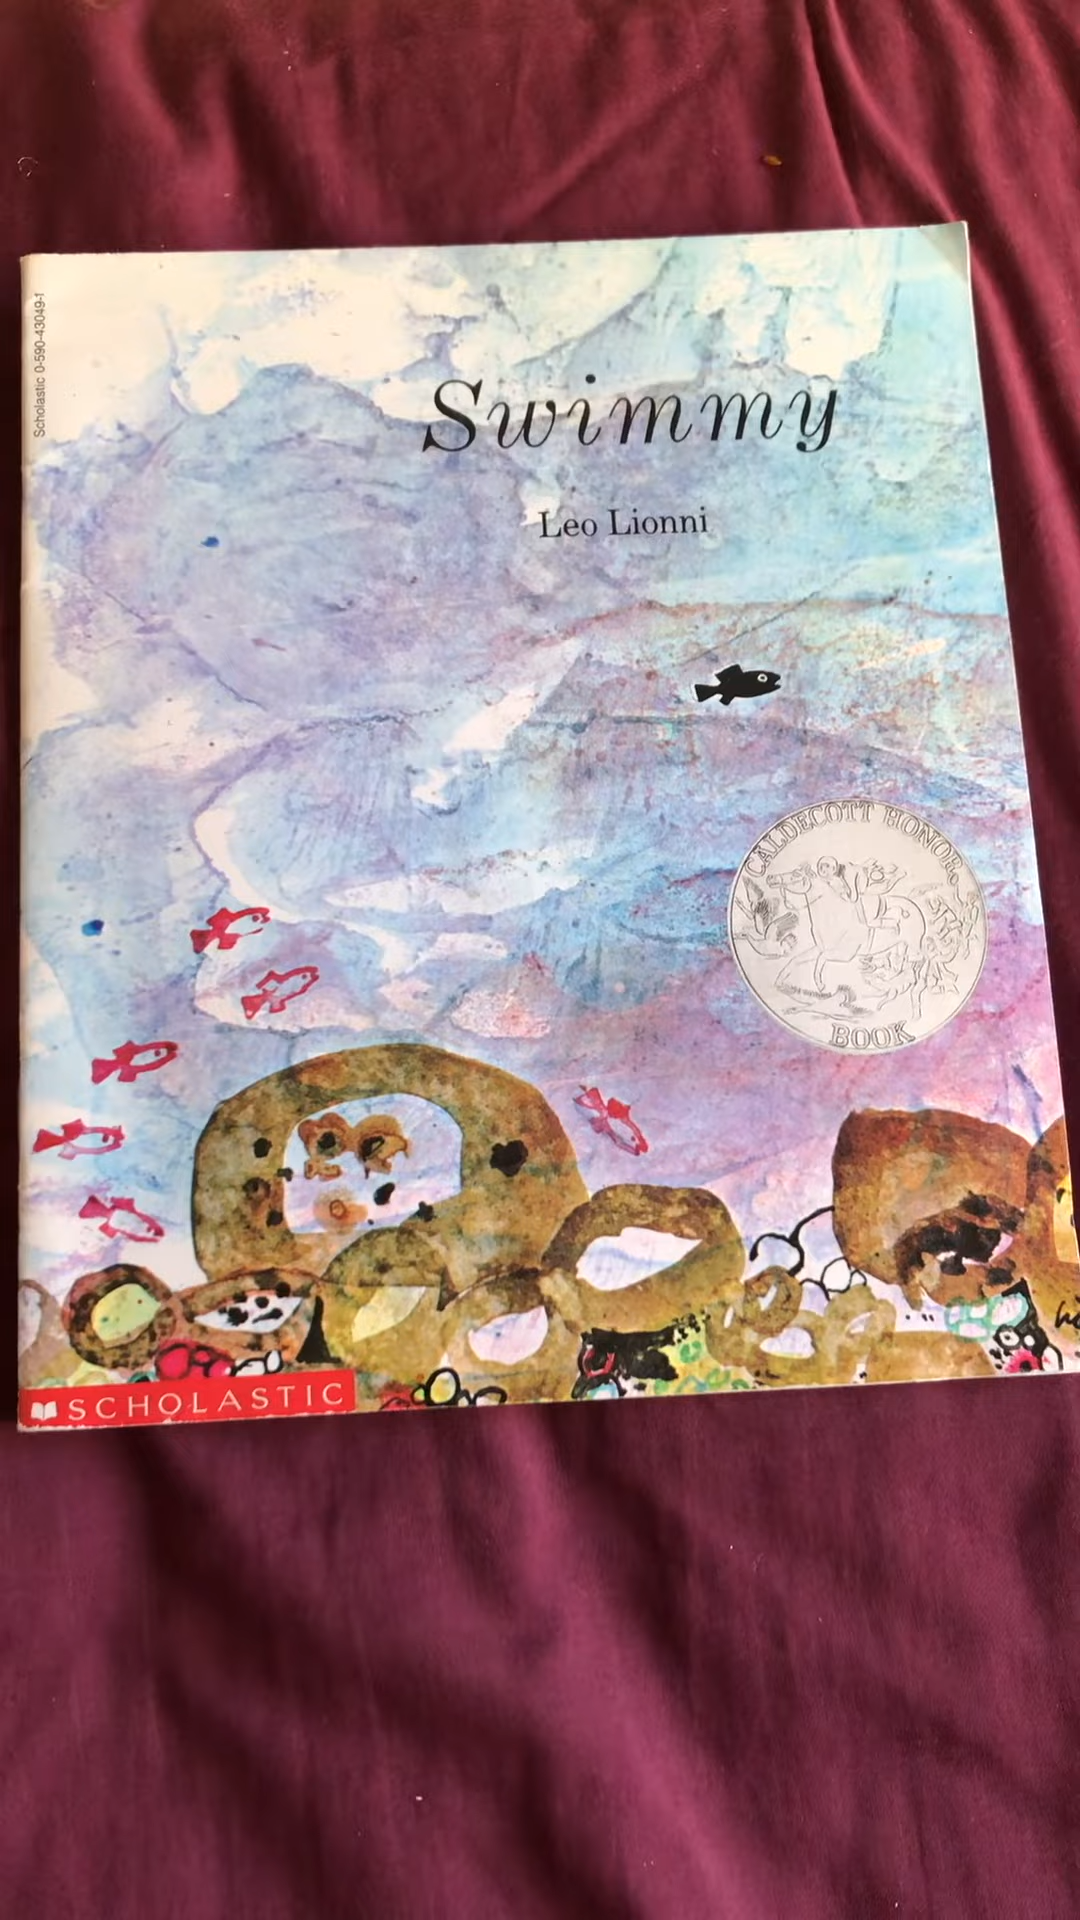 Scholastic 0-590-43049-1
Swimmy
Leo Lionni
CALDECOTT HONOR
BOOK
SCHOLASTIC